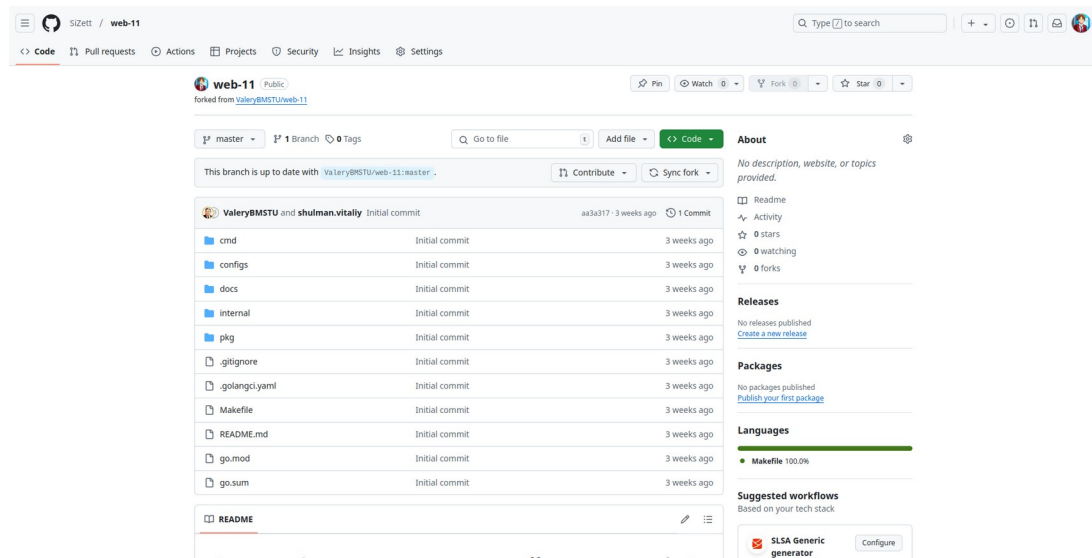 SiZett / web-11
Type / to search
Code Pull requests Actions Projects Security Insights Settings
web-11 Public
forked from ValeryBMSTU/web-11
Pin Watch 0 Fork 0 Star 0
master 1 Branch 0 Tags
Go to file t Add file Code
This branch is up to date with ValeryBMSTU/web-11:master .
Contribute Sync fork
ValeryBMSTU and shulman.vitaliy Initial commit aa3a317 · 3 weeks ago 1 Commit
cmd Initial commit 3 weeks ago
configs Initial commit 3 weeks ago
docs Initial commit 3 weeks ago
internal Initial commit 3 weeks ago
pkg Initial commit 3 weeks ago
.gitignore Initial commit 3 weeks ago
.golangci.yaml Initial commit 3 weeks ago
Makefile Initial commit 3 weeks ago
README.md Initial commit 3 weeks ago
go.mod Initial commit 3 weeks ago
go.sum Initial commit 3 weeks ago
README
About
No description, website, or topics
provided.
Readme
Activity
0 stars
0 watching
0 forks
Releases
No releases published
Create a new release
Packages
No packages published
Publish your first package
Languages
Makefile 100.0%
Suggested workflows
Based on your tech stack
SLSA Generic
generator
Configure